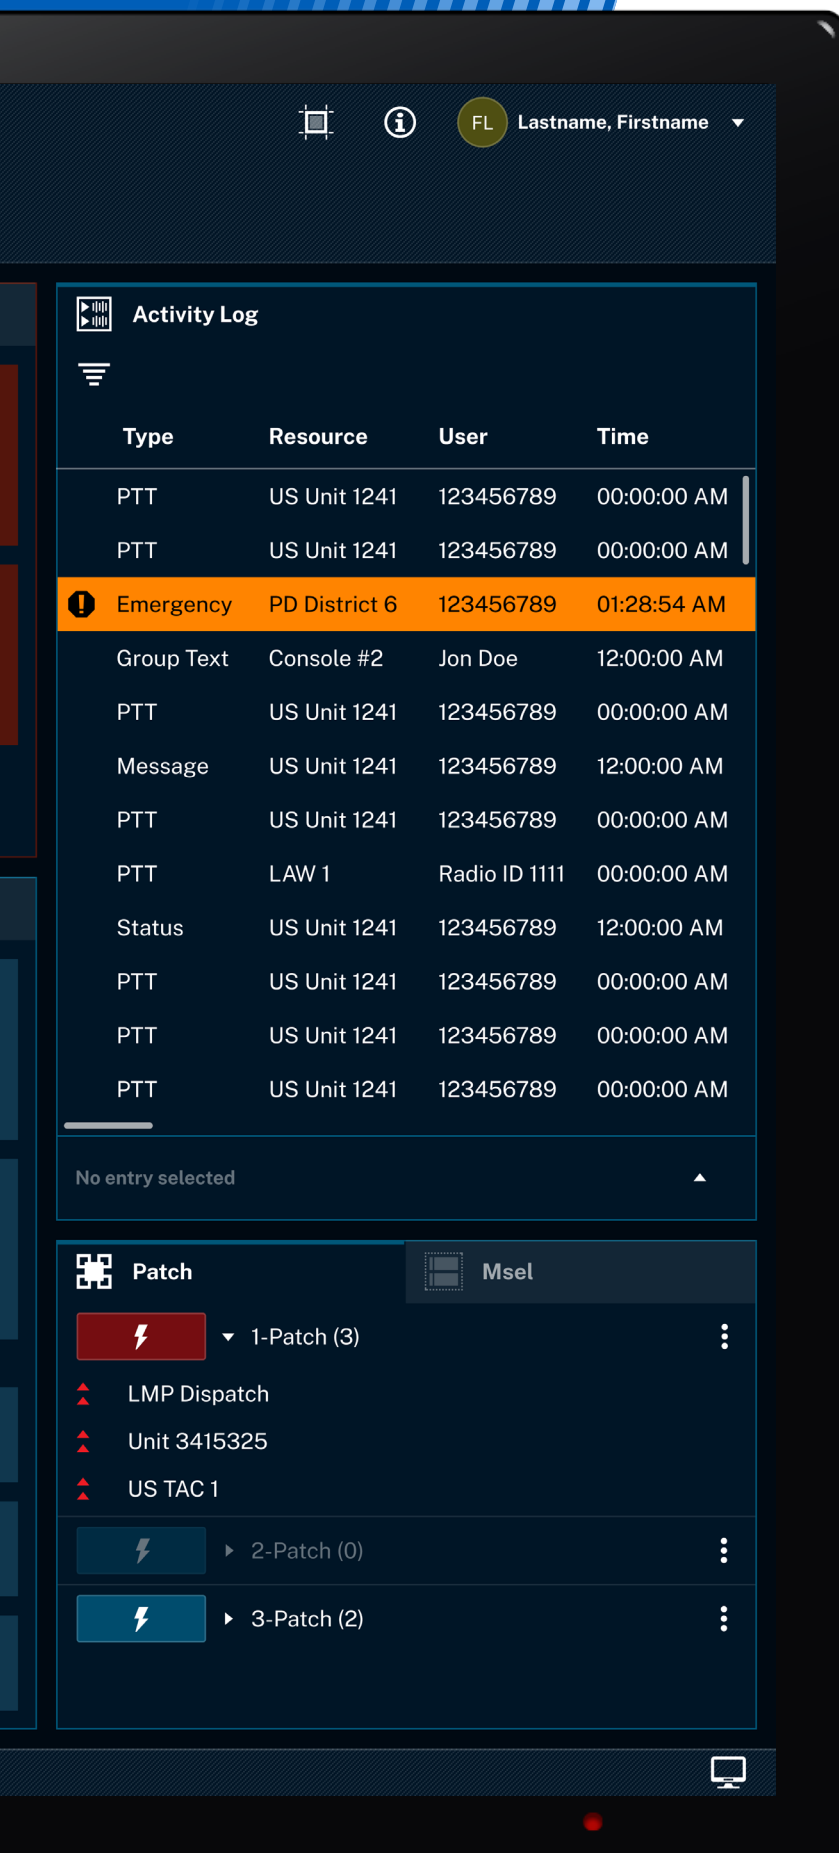 FL Lastname, Firstname
Activity Log
Type Resource User Time
PTT US Unit 1241 123456789 00:00:00 AM
PTT US Unit 1241 123456789 00:00:00 AM
Emergency PD District 6 123456789 01:28:54 AM
Group Text Console #2 Jon Doe 12:00:00 AM
PTT US Unit 1241 123456789 00:00:00 AM
Message US Unit 1241 123456789 12:00:00 AM
PTT US Unit 1241 123456789 00:00:00 AM
PTT LAW 1 Radio ID 1111 00:00:00 AM
Status US Unit 1241 123456789 12:00:00 AM
PTT US Unit 1241 123456789 00:00:00 AM
PTT US Unit 1241 123456789 00:00:00 AM
PTT US Unit 1241 123456789 00:00:00 AM
No entry selected
Patch Msel
1-Patch (3)
LMP Dispatch
Unit 3415325
US TAC 1
2-Patch (0)
3-Patch (2)